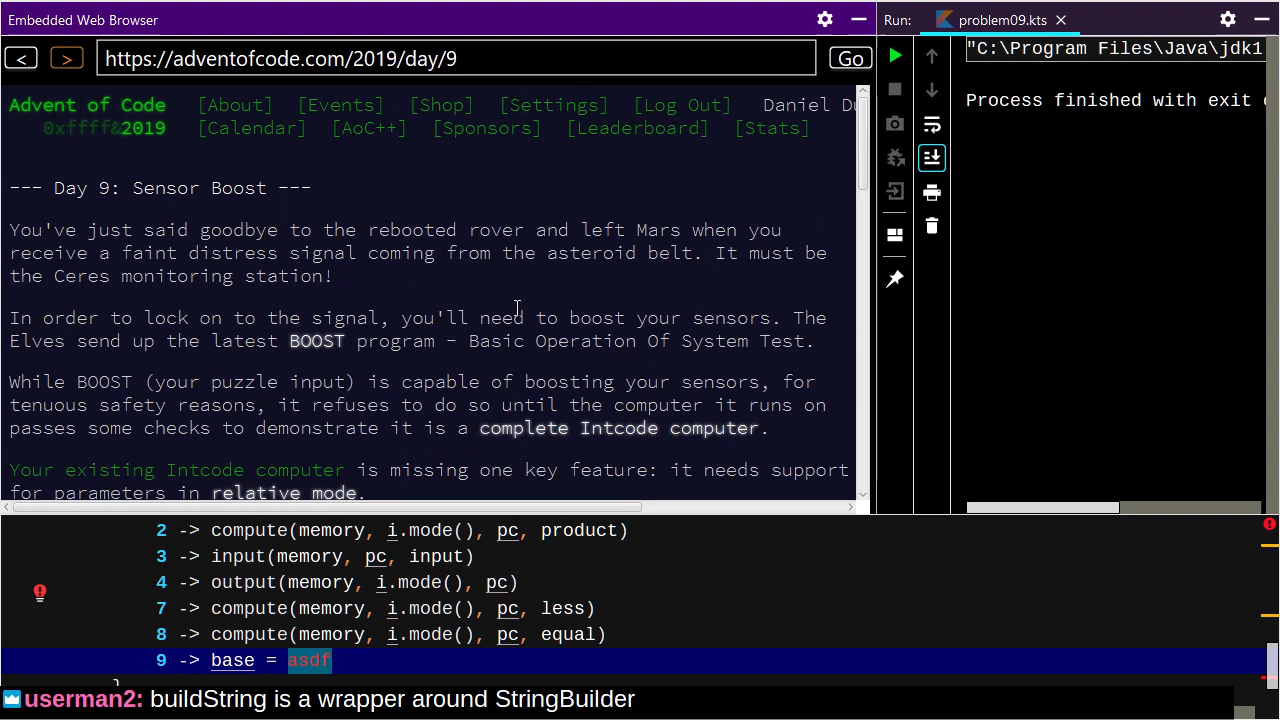 Embedded Web Browser
Run: problem09.kts
< > https://adventofcode.com/2019/day/9 Go
"C:\Program Files\Java\jdk1
Process finished with exit
Advent of Code [About] [Events] [Shop] [Settings] [Log Out] Daniel
0xffff&2019 [Calendar] [AoC++] [Sponsors] [Leaderboard] [Stats]
--- Day 9: Sensor Boost ---
You've just said goodbye to the rebooted rover and left Mars when you
receive a faint distress signal coming from the asteroid belt. It must be
the Ceres monitoring station!
In order to lock on to the signal, you'll need to boost your sensors. The
Elves send up the latest BOOST program - Basic Operation Of System Test.
While BOOST (your puzzle input) is capable of boosting your sensors, for
tenuous safety reasons, it refuses to do so until the computer it runs on
passes some checks to demonstrate it is a complete Intcode computer.
Your existing Intcode computer is missing one key feature: it needs support
for parameters in relative mode.
2 -> compute(memory, i.mode(), pc, product)
3 -> input(memory, pc, input)
4 -> output(memory, i.mode(), pc)
7 -> compute(memory, i.mode(), pc, less)
8 -> compute(memory, i.mode(), pc, equal)
9 -> base = asdf
userman2: buildString is a wrapper around StringBuilder